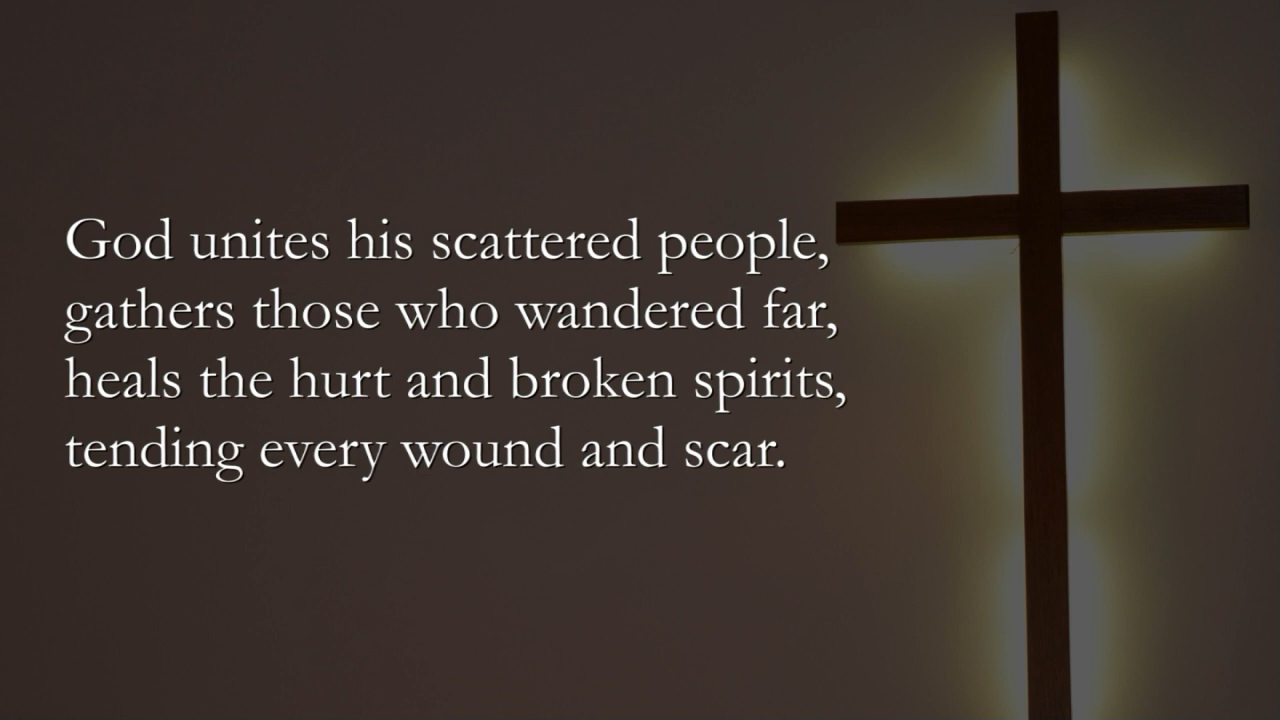 God unites his scattered people,
gathers those who wandered far,
heals the hurt and broken spirits,
tending every wound and scar.